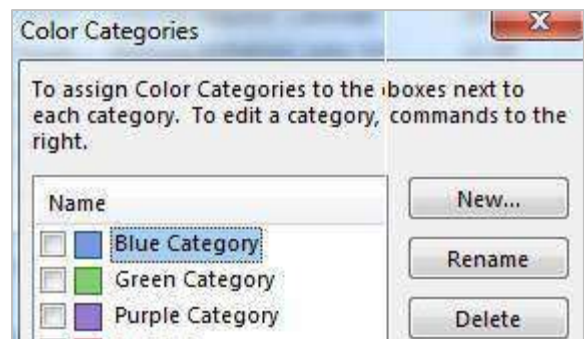 Color Categories
To assign Color Categories to the boxes next to
each category. To edit a category, commands to the
right.
Name
New...
Blue Category
Rename
Green Category
Purple Category
Delete